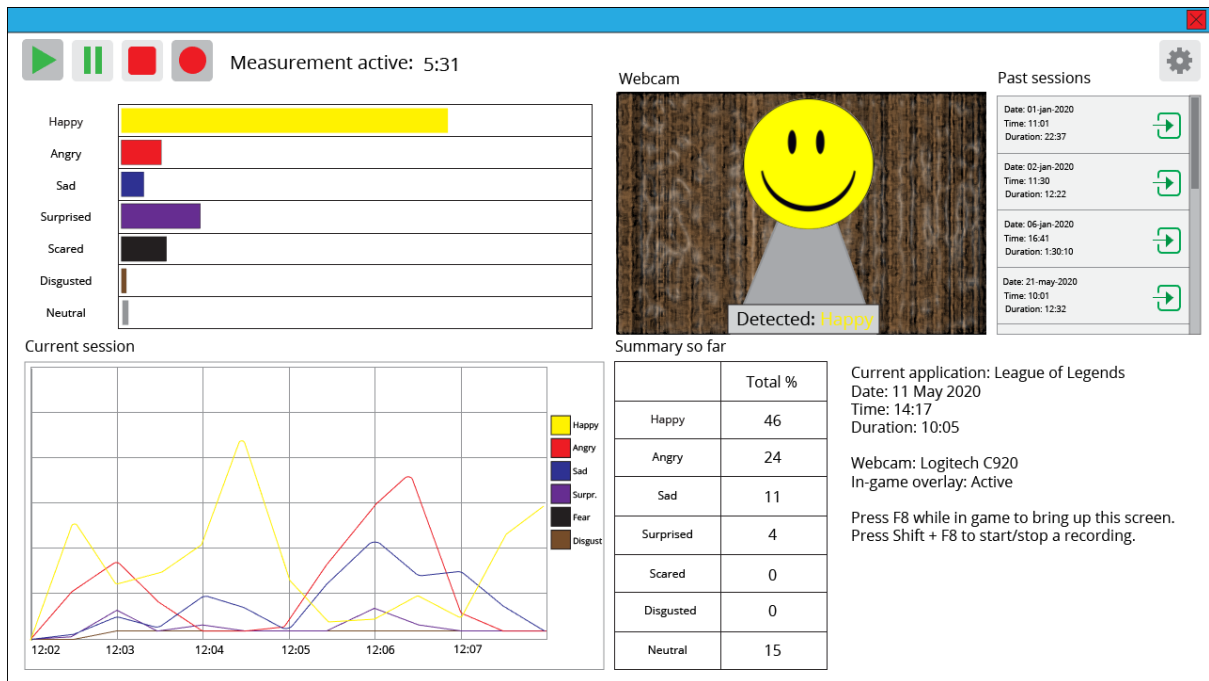 Measurement active: 5:31
Happy
Angry
Sad
Surprised
Scared
Disgusted
Neutral
Webcam
Detected: Happy
Past sessions
Date: 01-jan-2020
Time: 11:01
Duration: 22:37
Date: 02-jan-2020
Time: 11:30
Duration: 12:22
Date: 06-jan-2020
Time: 16:41
Duration: 1:30:10
Date: 21-may-2020
Time: 10:01
Duration: 12:32
Current session
Happy
Angry
Sad
Surpr.
Fear
Disgust
12:02 12:03 12:04 12:05 12:06 12:07
Summary so far
Total %
Happy 46
Angry 24
Sad 11
Surprised 4
Scared 0
Disgusted 0
Neutral 15
Current application: League of Legends
Date: 11 May 2020
Time: 14:17
Duration: 10:05
Webcam: Logitech C920
In-game overlay: Active
Press F8 while in game to bring up this screen.
Press Shift + F8 to start/stop a recording.